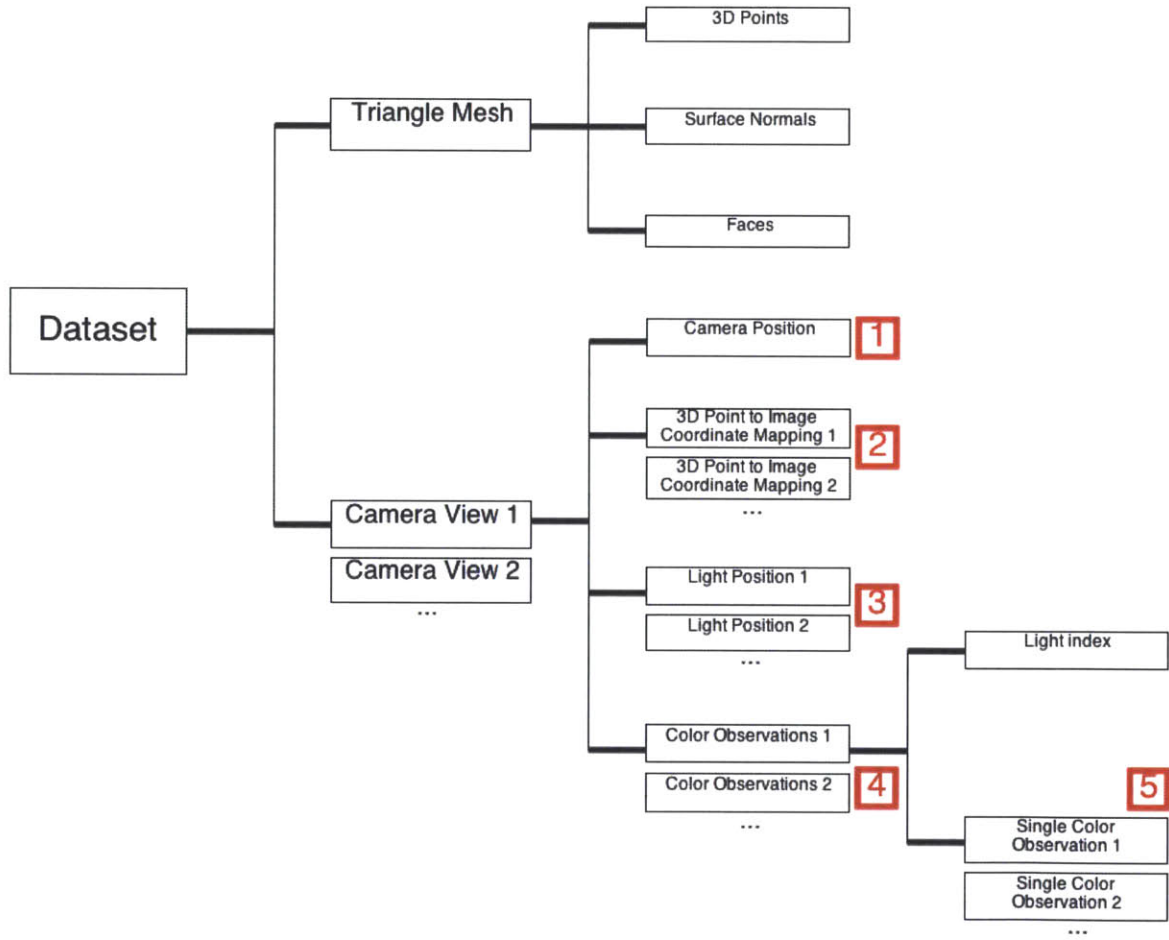 3D Points
Triangle Mesh
Surface Normals
Faces
Dataset
Camera Position
1
3D Point to Image
Coordinate Mapping 1
2
3D Point to Image
Coordinate Mapping 2
...
Camera View 1
Camera View 2
...
Light Position 1
3
Light Position 2
...
Light index
Color Observations 1
Color Observations 2
4
...
5
Single Color
Observation 1
Single Color
Observation 2
...